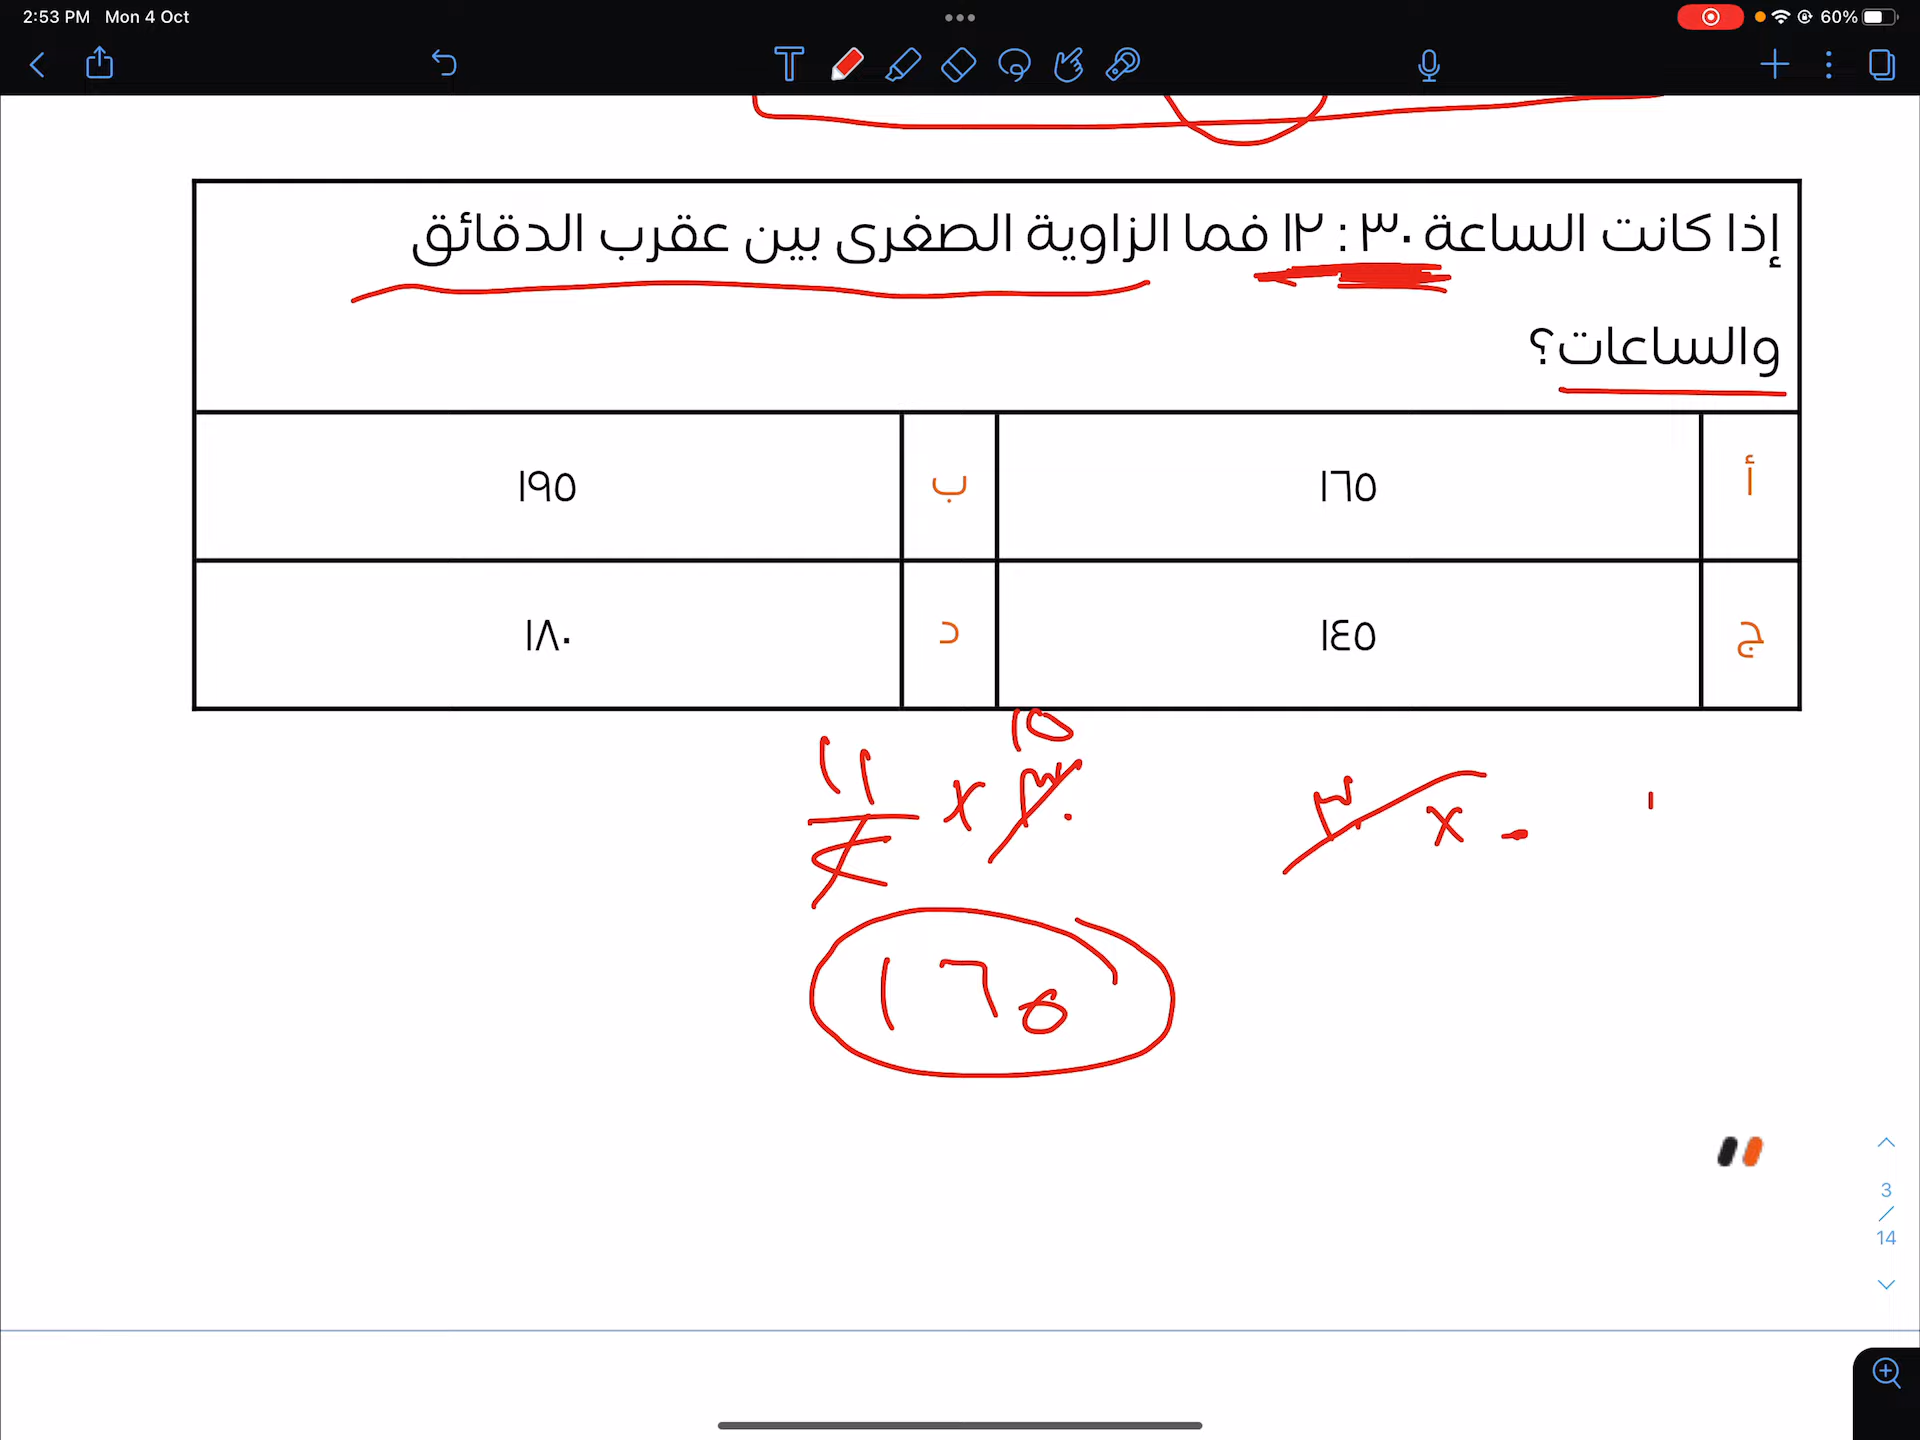 2:53 PM Mon 4 Oct
60%
إذا كانت الساعة ٣٠ : ١٢ فما الزاوية الصغرى بين عقرب الدقائق
والساعات؟
أ ١٦٥ ب ١٩٥
ج ١٤٥ د ١٨٠
١٥
١١ × ٣٠
٢
٣٠ × ٠
١٦٥
3
/
14